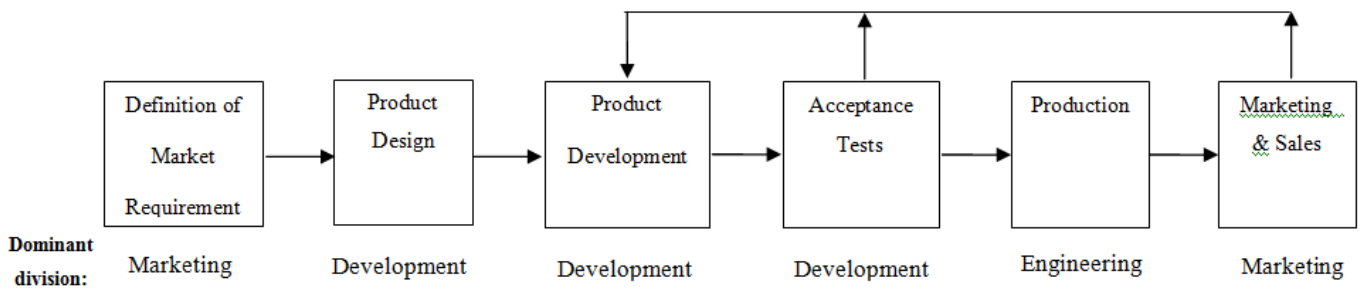 Definition of
Market
Requirement
Product
Design
Product
Development
Acceptance
Tests
Production
Marketing
& Sales
Dominant
division:
Marketing
Development
Development
Development
Engineering
Marketing